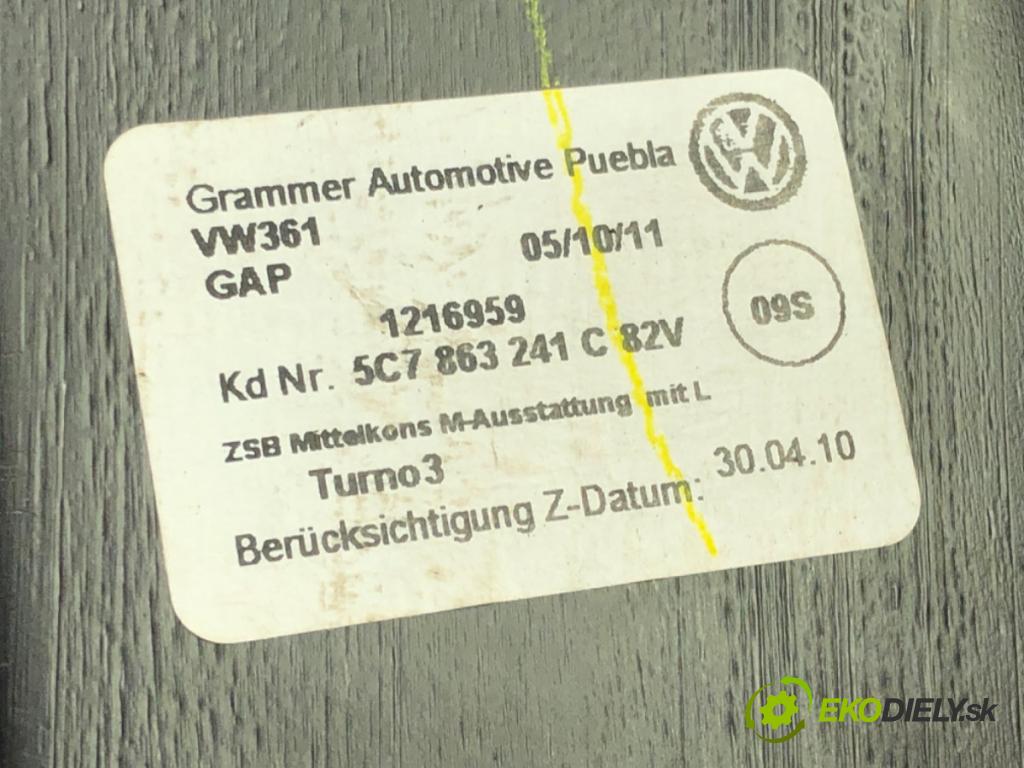 Grammer Automotive Puebla
VW361
05/10/11
GAP
09S
1216959
Kd Nr. 5C7 863 241 C 82V
ZSB Mittelkons M-Ausstattung mit L
Turno3
Berücksichtigung Z-Datum: 30.04.10
EKODIELY.sk